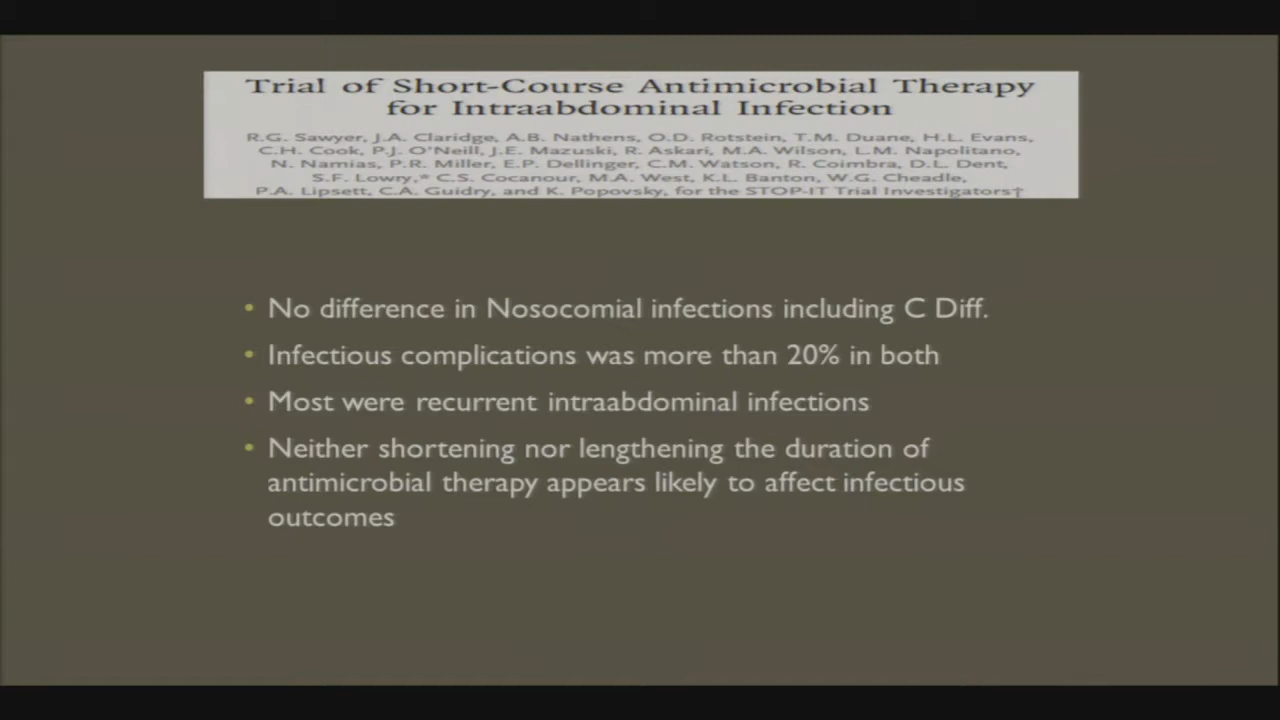 Trial of Short-Course Antimicrobial Therapy
for Intraabdominal Infection
R.G. Sawyer, J.A. Claridge, A.B. Nathens, O.D. Rotstein, T.M. Duane, H.L. Evans,
C.H. Cook, P.J. O'Neill, J.E. Mazuski, R. Askari, M.A. Wilson, L.M. Napolitano,
N. Namias, P.R. Miller, E.P. Dellinger, C.M. Watson, R. Coimbra, D.L. Dent,
S.F. Lowry,* C.S. Cocanour, M.A. West, K.L. Banton, W.G. Cheadle,
P.A. Lipsett, C.A. Guidry, and K. Popovsky, for the STOP-IT Trial Investigators†
• No difference in Nosocomial infections including C Diff.
• Infectious complications was more than 20% in both
• Most were recurrent intraabdominal infections
• Neither shortening nor lengthening the duration of
antimicrobial therapy appears likely to affect infectious
outcomes